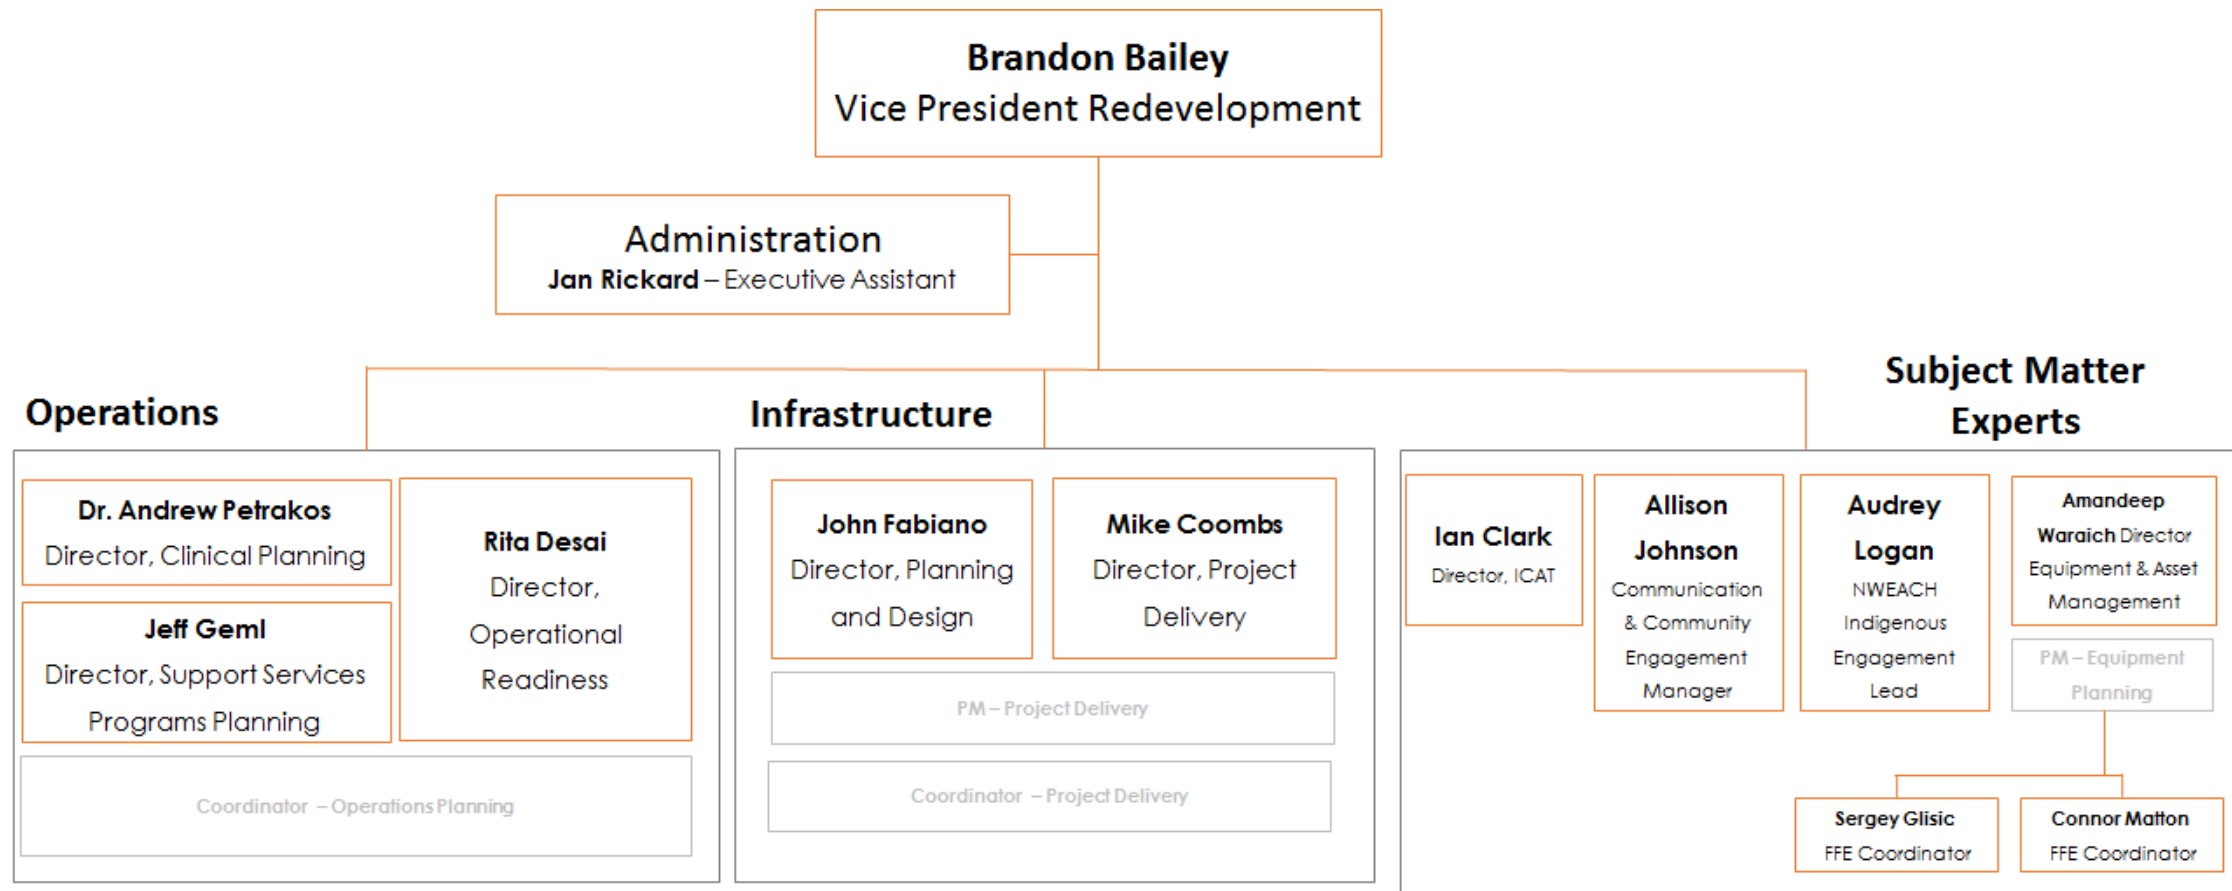 Brandon Bailey
Vice President Redevelopment
Administration
Jan Rickard – Executive Assistant
Operations
Dr. Andrew Petrakos
Director, Clinical Planning
Jeff Geml
Director, Support Services
Programs Planning
Rita Desai
Director,
Operational
Readiness
Coordinator – Operations Planning
Infrastructure
John Fabiano
Director, Planning
and Design
Mike Coombs
Director, Project
Delivery
PM – Project Delivery
Coordinator – Project Delivery
Subject Matter
Experts
Ian Clark
Director, ICAT
Allison
Johnson
Communication
& Community
Engagement
Manager
Audrey
Logan
NWEACH
Indigenous
Engagement
Lead
Amandeep
Waraich Director
Equipment & Asset
Management
PM – Equipment
Planning
Sergey Glisic
FFE Coordinator
Connor Matton
FFE Coordinator